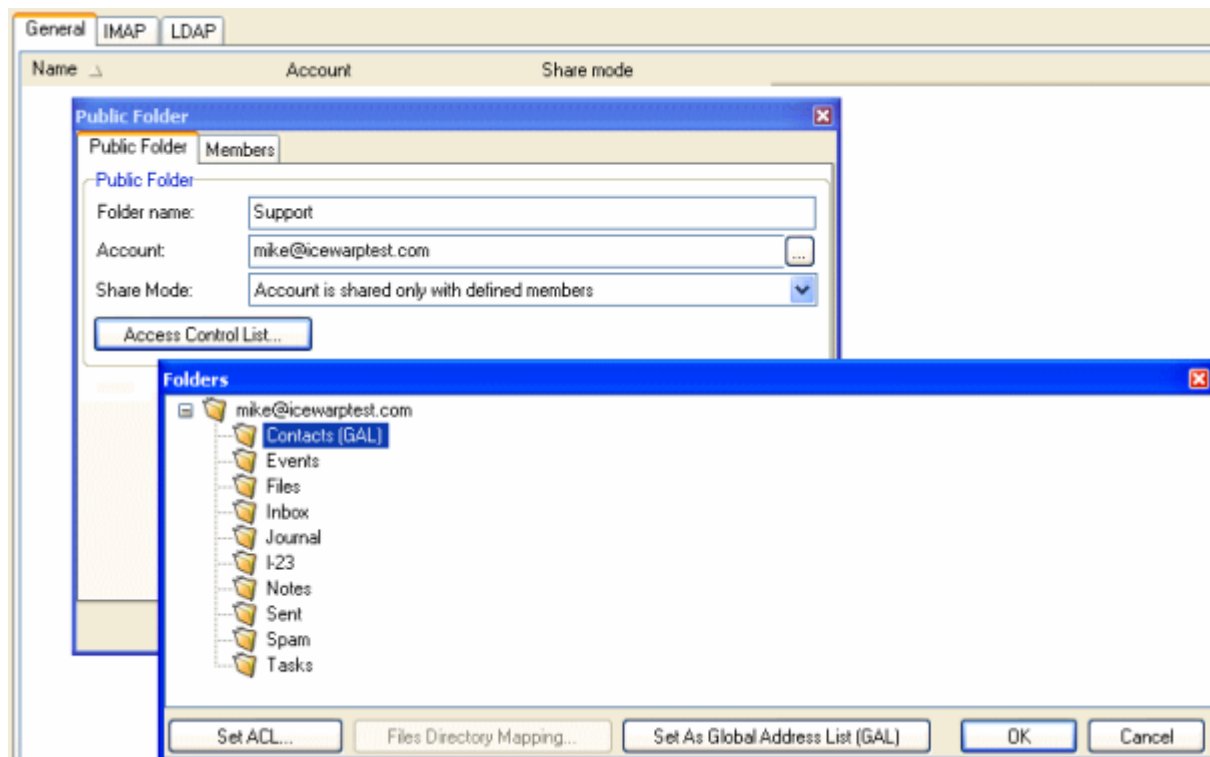 General IMAP LDAP
Name Account Share mode
Public Folder
Public Folder Members
Public Folder
Folder name: Support
Account: mike@icewarptest.com ...
Share Mode: Account is shared only with defined members
Access Control List...
Folders
mike@icewarptest.com
Contacts (GAL)
Events
Files
Inbox
Journal
I-23
Notes
Sent
Spam
Tasks
Set ACL... Files Directory Mapping... Set As Global Address List (GAL) OK Cancel